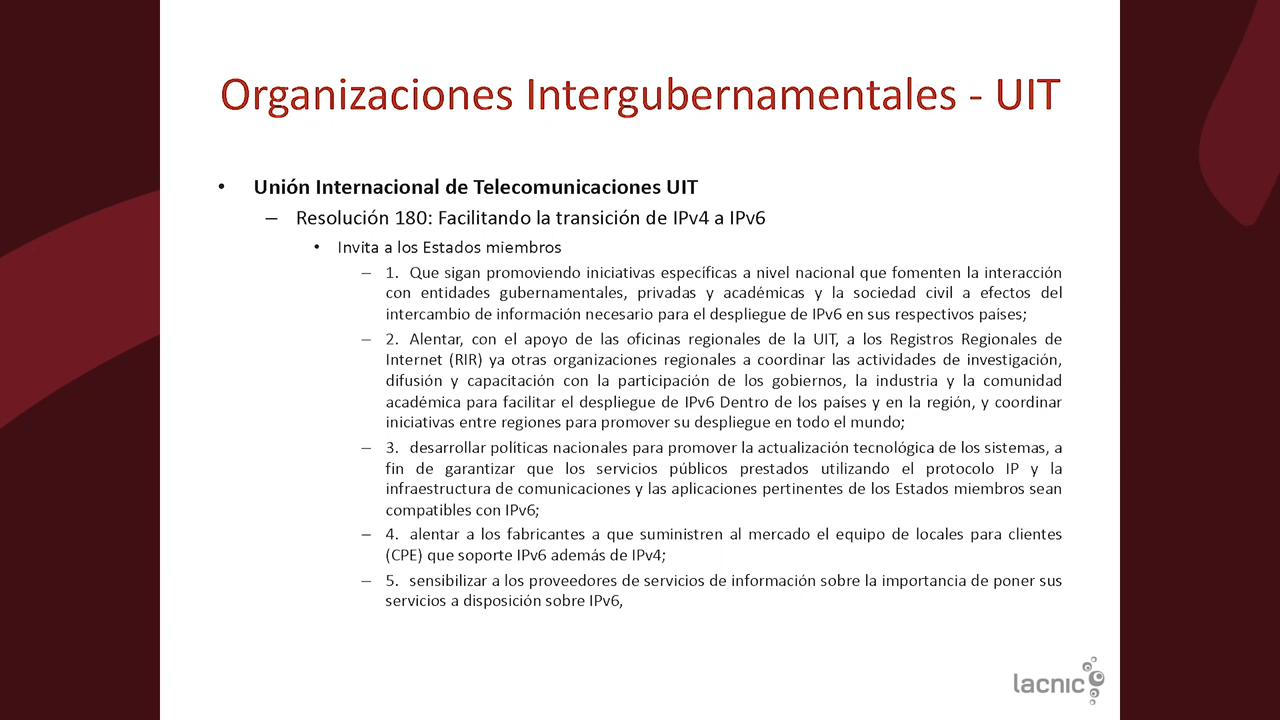 Organizaciones Intergubernamentales - UIT
• Unión Internacional de Telecomunicaciones UIT
– Resolución 180: Facilitando la transición de IPv4 a IPv6
• Invita a los Estados miembros
– 1. Que sigan promoviendo iniciativas específicas a nivel nacional que fomenten la interacción
con entidades gubernamentales, privadas y académicas y la sociedad civil a efectos del
intercambio de información necesario para el despliegue de IPv6 en sus respectivos países;
– 2. Alentar, con el apoyo de las oficinas regionales de la UIT, a los Registros Regionales de
Internet (RIR) ya otras organizaciones regionales a coordinar las actividades de investigación,
difusión y capacitación con la participación de los gobiernos, la industria y la comunidad
académica para facilitar el despliegue de IPv6 Dentro de los países y en la región, y coordinar
iniciativas entre regiones para promover su despliegue en todo el mundo;
– 3. desarrollar políticas nacionales para promover la actualización tecnológica de los sistemas, a
fin de garantizar que los servicios públicos prestados utilizando el protocolo IP y la
infraestructura de comunicaciones y las aplicaciones pertinentes de los Estados miembros sean
compatibles con IPv6;
– 4. alentar a los fabricantes a que suministren al mercado el equipo de locales para clientes
(CPE) que soporte IPv6 además de IPv4;
– 5. sensibilizar a los proveedores de servicios de información sobre la importancia de poner sus
servicios a disposición sobre IPv6,
lacnic